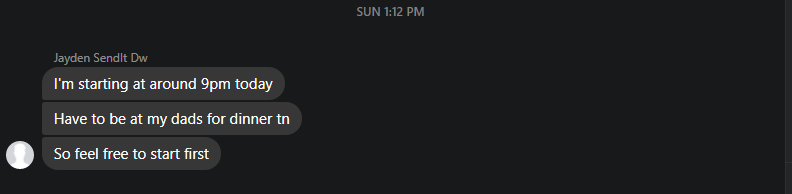 SUN 1:12 PM
Jayden SendIt Dw
I'm starting at around 9pm today
Have to be at my dads for dinner tn
So feel free to start first